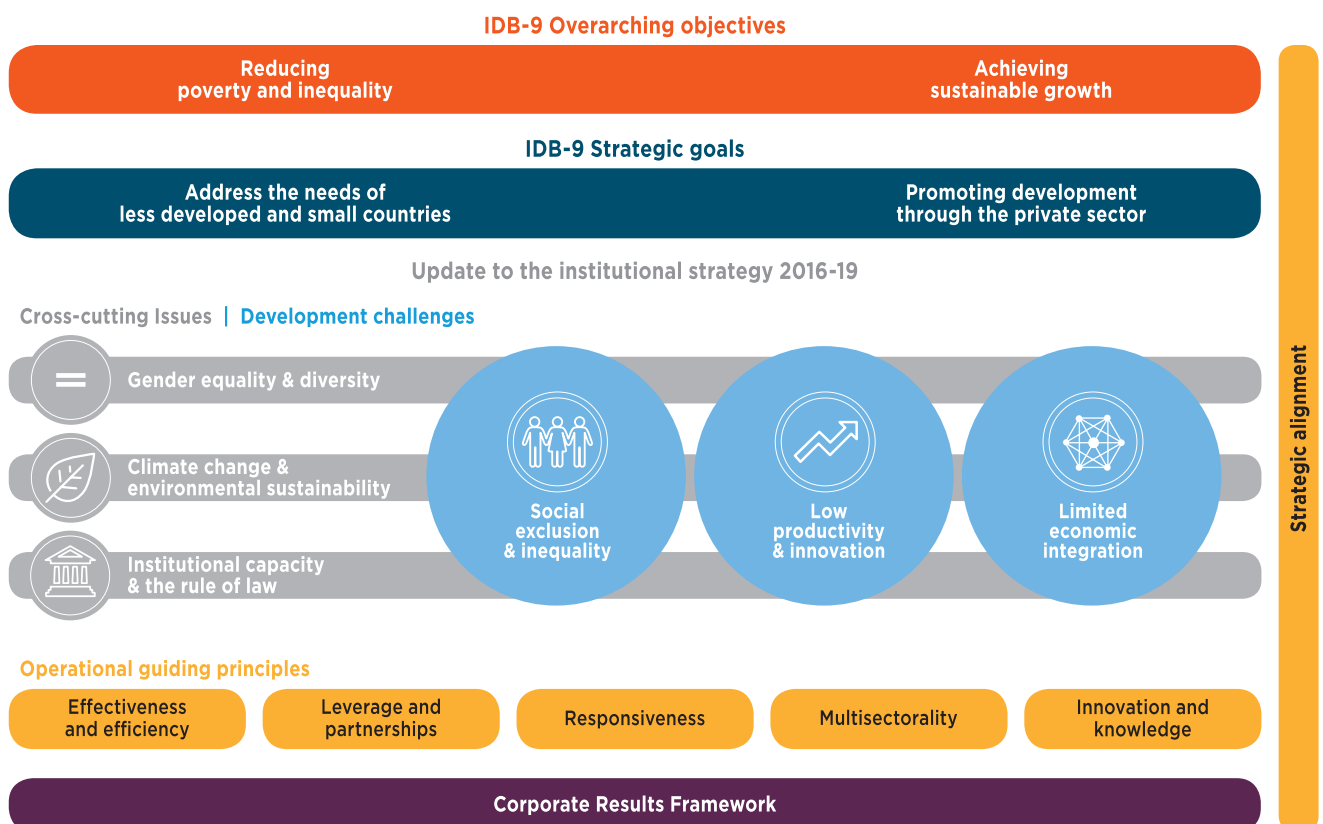 IDB-9 Overarching objectives
Reducing
poverty and inequality
Achieving
sustainable growth
IDB-9 Strategic goals
Address the needs of
less developed and small countries
Promoting development
through the private sector
Update to the institutional strategy 2016-19
Cross-cutting Issues | Development challenges
Gender equality & diversity
Climate change &
environmental sustainability
Institutional capacity
& the rule of law
Social
exclusion
& inequality
Low
productivity
& innovation
Limited
economic
integration
Operational guiding principles
Effectiveness
and efficiency
Leverage and
partnerships
Responsiveness
Multisectorality
Innovation and
knowledge
Corporate Results Framework
Strategic alignment